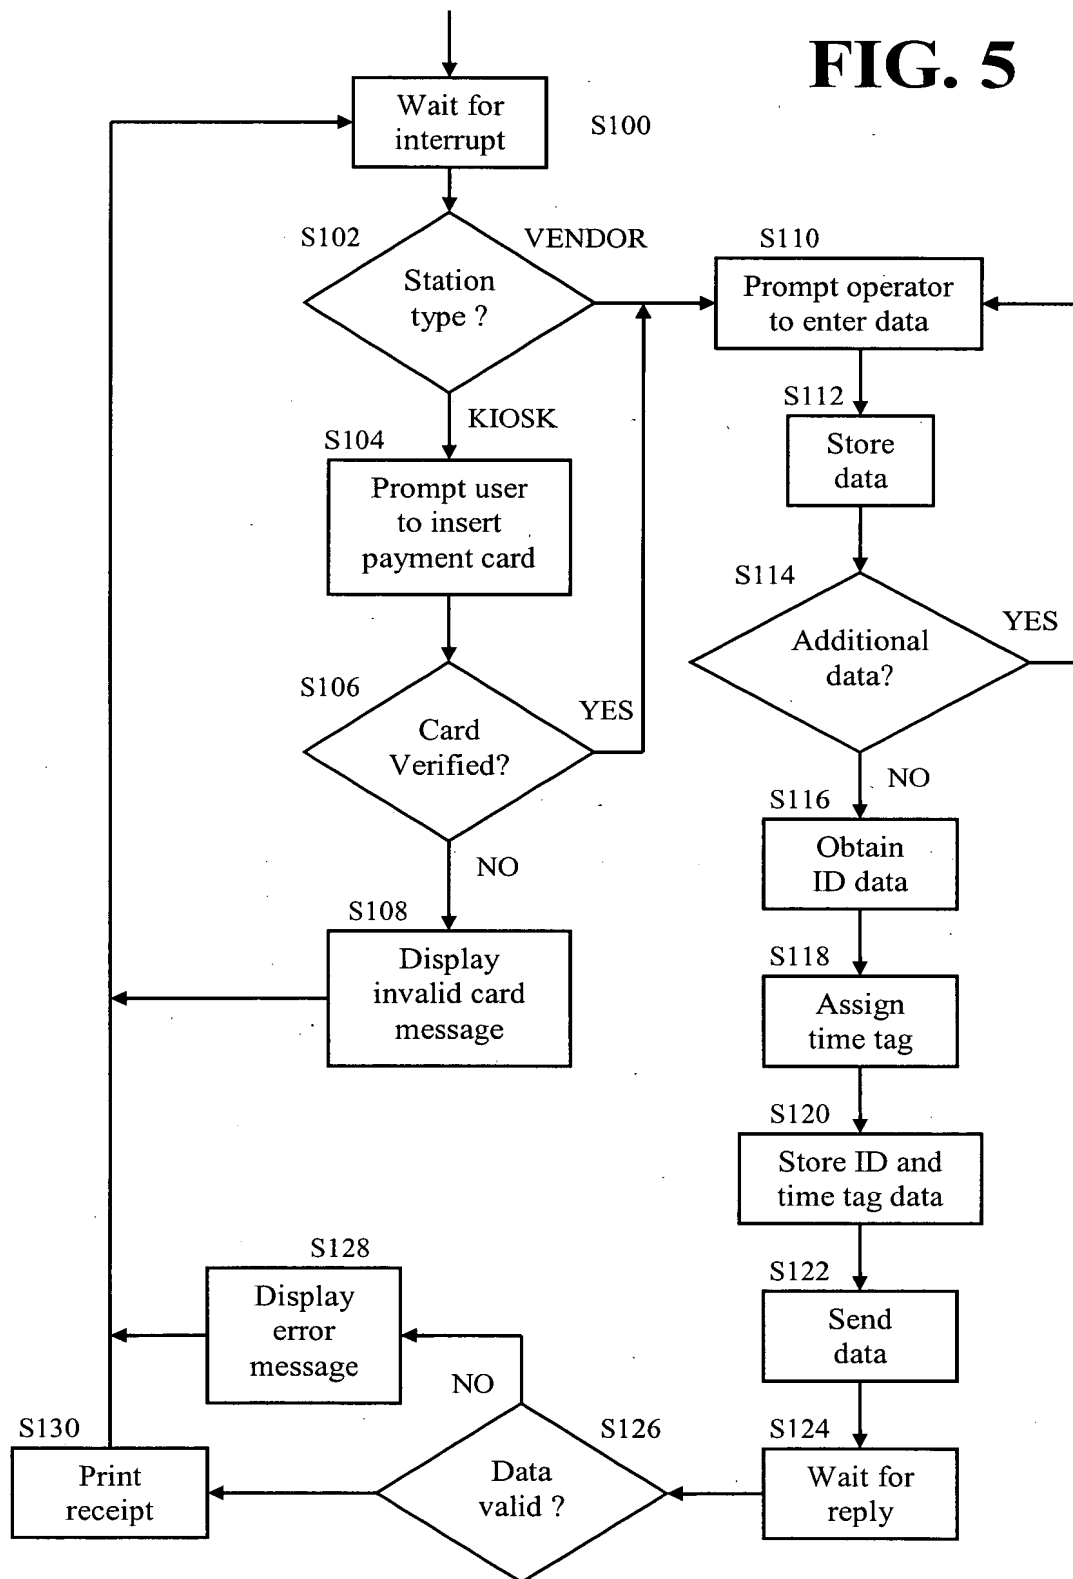 FIG. 5
Wait for
interrupt
S100
S102
VENDOR
Station
type ?
KIOSK
S104
Prompt user
to insert
payment card
S106
YES
Card
Verified?
NO
S108
Display
invalid card
message
S110
Prompt operator
to enter data
S112
Store
data
S114
YES
Additional
data?
NO
S116
Obtain
ID data
S118
Assign
time tag
S120
Store ID and
time tag data
S122
Send
data
S124
Wait for
reply
S126
Data
valid ?
NO
S128
Display
error
message
S130
Print
receipt